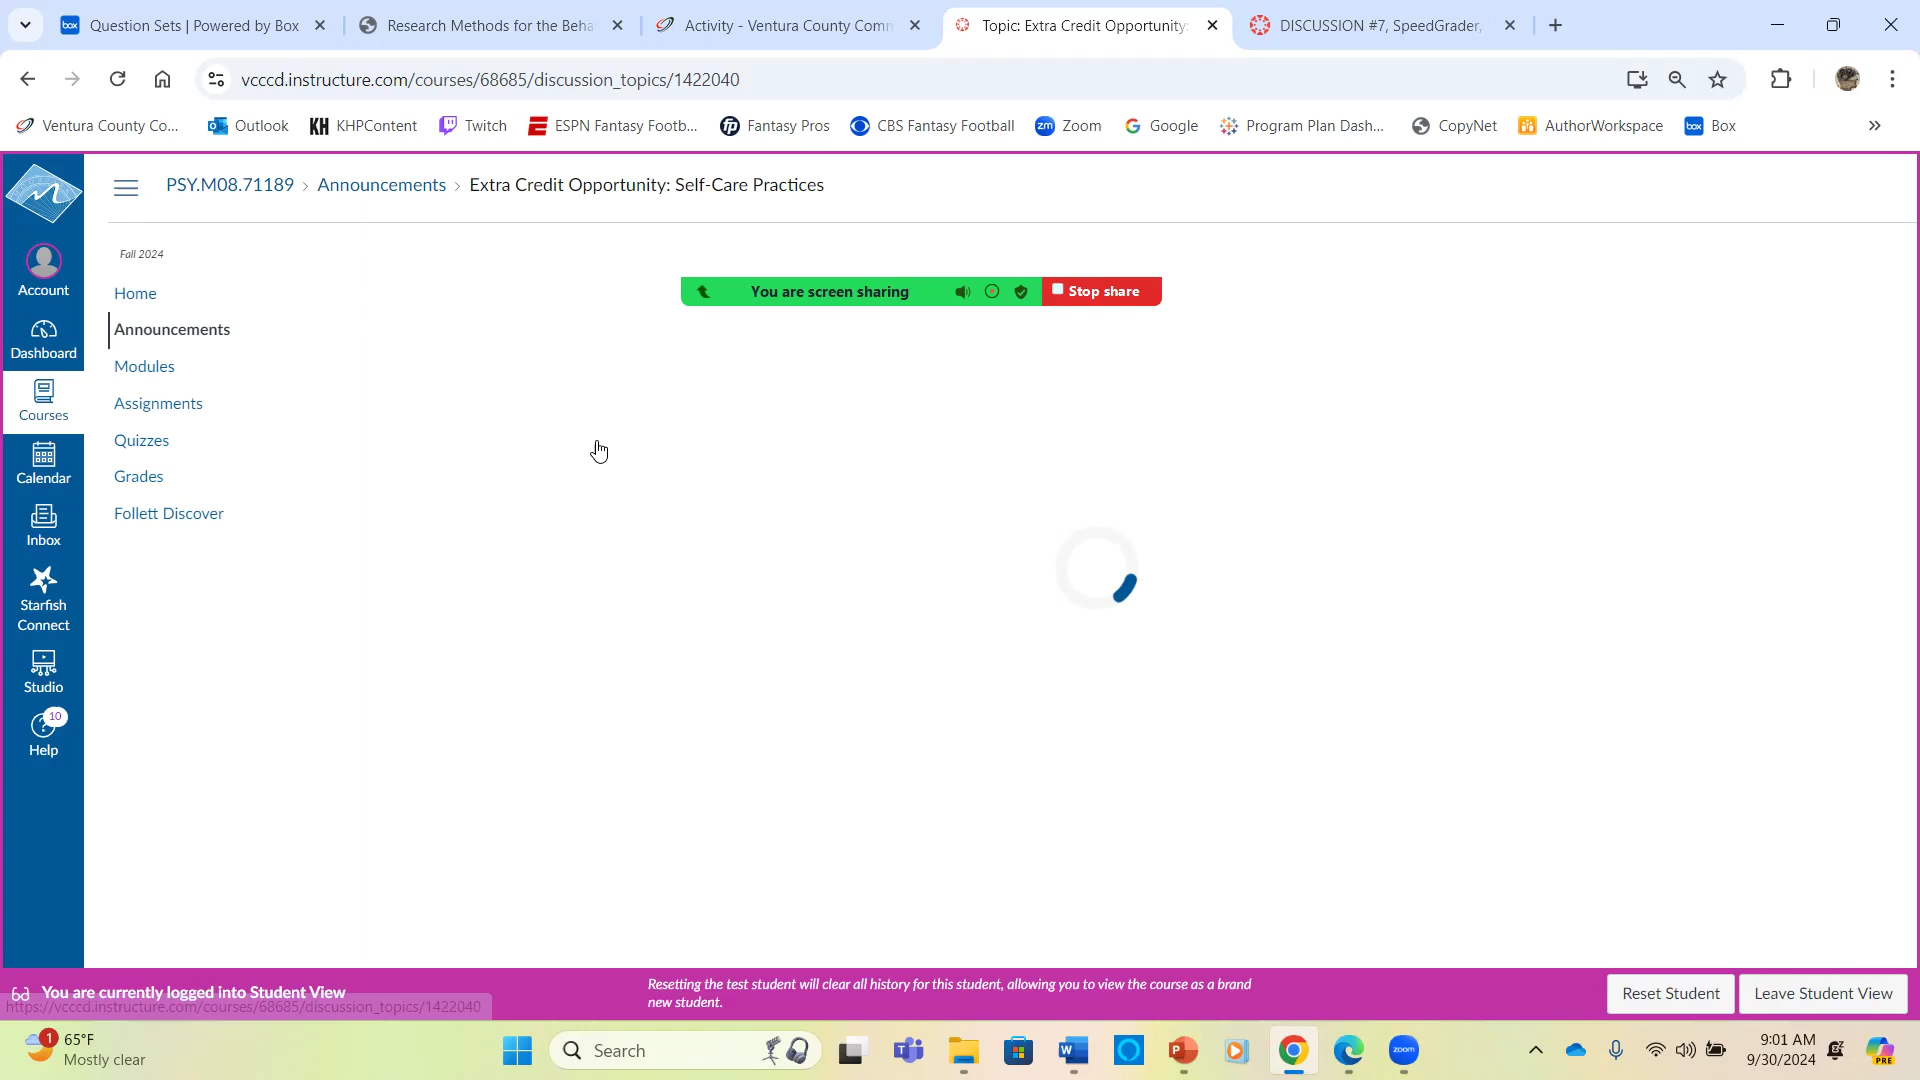 Question Sets | Powered by Box
Research Methods for the Beha
Activity - Ventura County Comm
Topic: Extra Credit Opportunity:
DISCUSSION #7, SpeedGrader,
vcccd.instructure.com/courses/68685/discussion_topics/1422040
Ventura County Co...
Outlook
KHPContent
Twitch
ESPN Fantasy Footb...
Fantasy Pros
CBS Fantasy Football
Zoom
Google
Program Plan Dash...
CopyNet
AuthorWorkspace
Box
PSY.M08.71189 › Announcements › Extra Credit Opportunity: Self-Care Practices
Fall 2024
Home
Announcements
Modules
Assignments
Quizzes
Grades
Follett Discover
Account
Dashboard
Courses
Calendar
Inbox
Starfish
Connect
Studio
10
Help
You are screen sharing
Stop share
You are currently logged into Student View
https://vcccd.instructure.com/courses/68685/discussion_topics/1422040
Resetting the test student will clear all history for this student, allowing you to view the course as a brand
new student.
Reset Student
Leave Student View
1
65°F
Mostly clear
Search
zoom
9:01 AM
9/30/2024
PRE